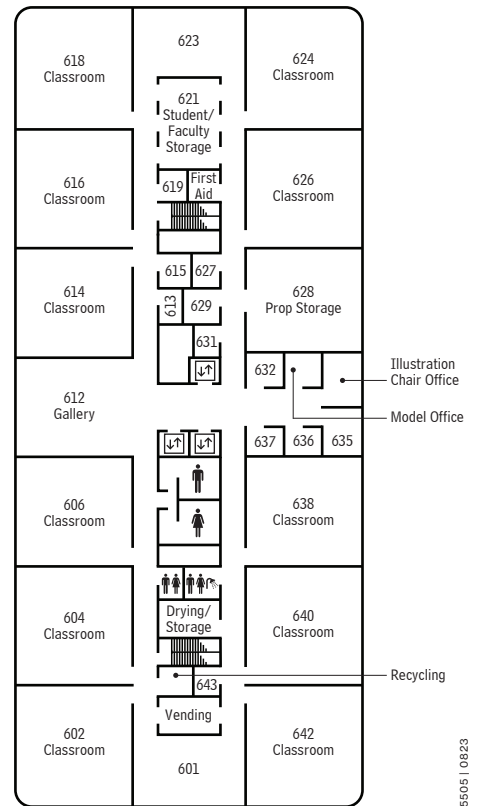 618
Classroom
623
624
Classroom
621
Student/
Faculty
Storage
616
Classroom
619
First
Aid
626
Classroom
614
Classroom
615
627
613
629
631
628
Prop Storage
632
Illustration
Chair Office
Model Office
612
Gallery
637
636
635
606
Classroom
638
Classroom
604
Classroom
Drying/
Storage
640
Classroom
Recycling
643
Vending
602
Classroom
601
642
Classroom
5505 | 0823